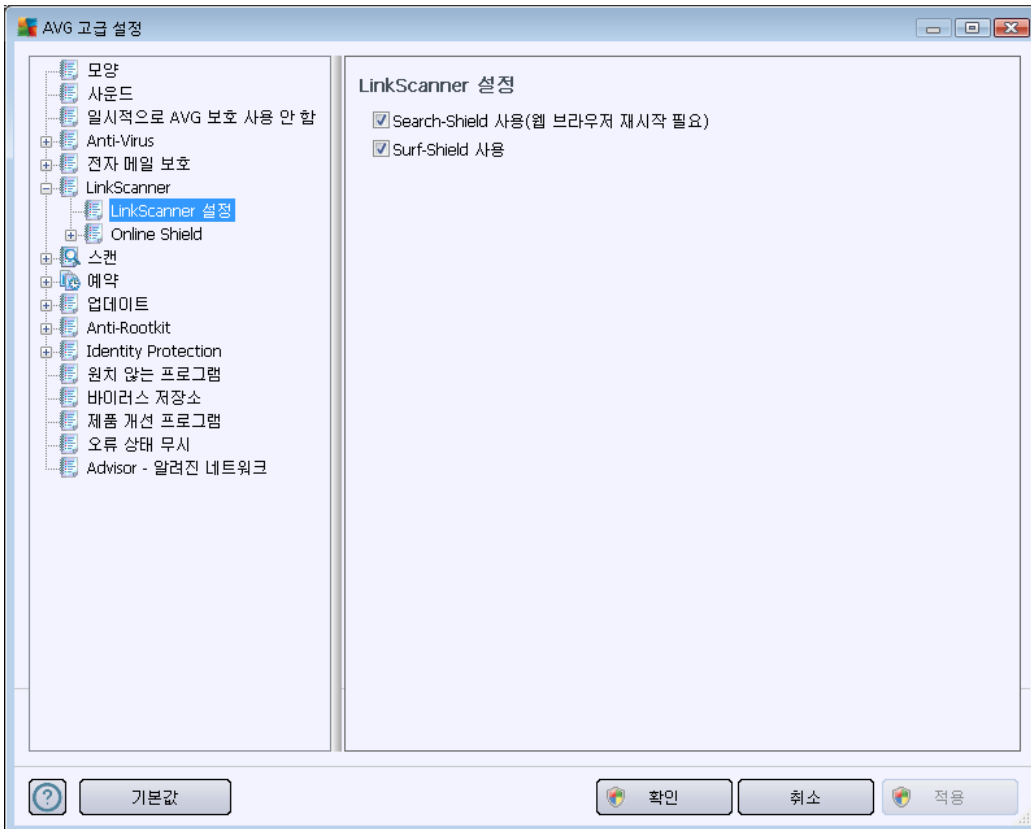 AVG 고급 설정
모양
사운드
일시적으로 AVG 보호 사용 안 함
Anti-Virus
전자 메일 보호
LinkScanner
LinkScanner 설정
Online Shield
스캔
예약
업데이트
Anti-Rootkit
Identity Protection
원치 않는 프로그램
바이러스 저장소
제품 개선 프로그램
오류 상태 무시
Advisor - 알려진 네트워크
LinkScanner 설정
Search-Shield 사용(웹 브라우저 재시작 필요)
Surf-Shield 사용
기본값
확인
취소
적용